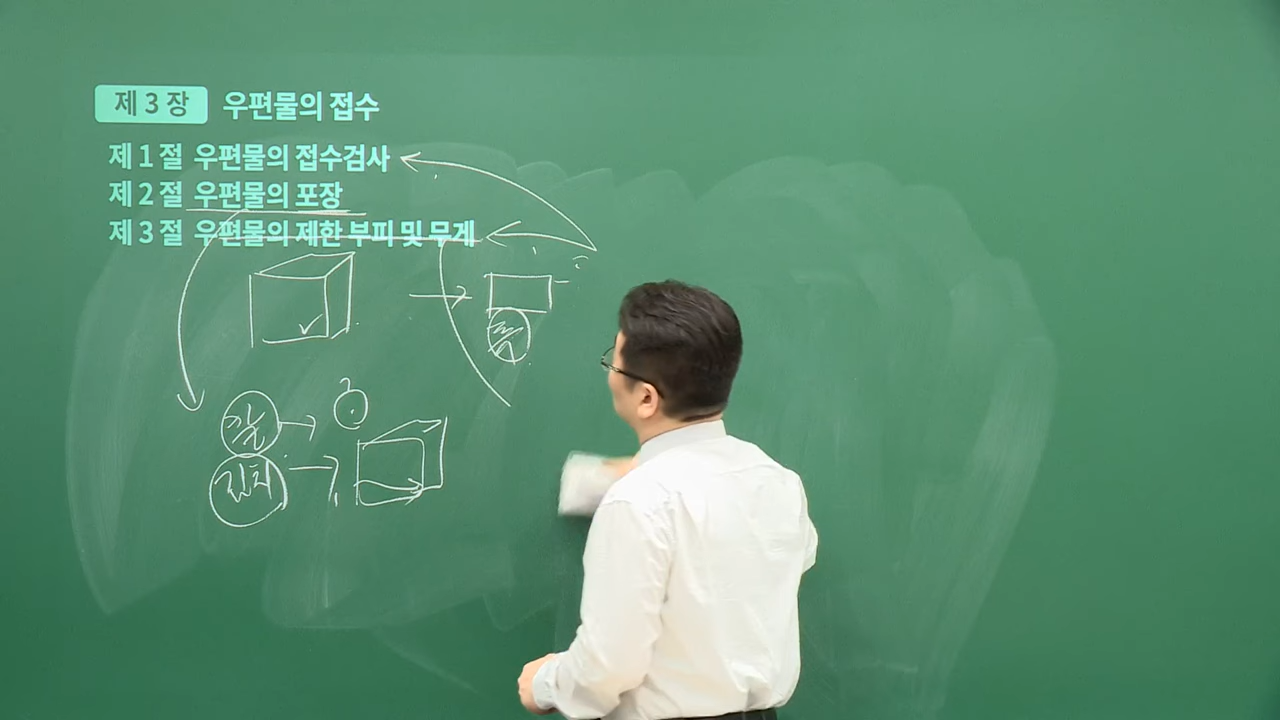 제 3 장 우편물의 접수
제 1 절 우편물의 접수검사
제 2 절 우편물의 포장
제 3 절 우편물의 제한 부피 및 무게